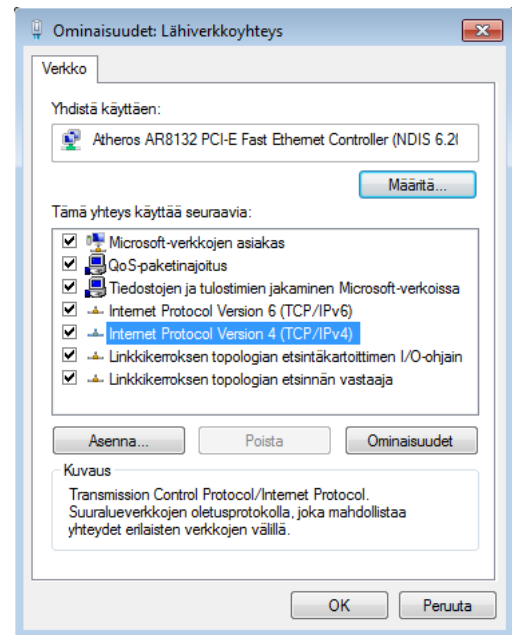 Ominaisuudet: Lähiverkkoyhteys
Verkko
Yhdistä käyttäen:
Atheros AR8132 PCI-E Fast Ethernet Controller (NDIS 6.2(
Määritä...
Tämä yhteys käyttää seuraavia:
Microsoft-verkkojen asiakas
QoS-paketinajoitus
Tiedostojen ja tulostimien jakaminen Microsoft-verkoissa
Internet Protocol Version 6 (TCP/IPv6)
Internet Protocol Version 4 (TCP/IPv4)
Linkkikerroksen topologian etsintäkartoittimen I/O-ohjain
Linkkikerroksen topologian etsinnän vastaaja
Asenna... Poista Ominaisuudet
Kuvaus
Transmission Control Protocol/Internet Protocol.
Suuralueverkkojen oletusprotokolla, joka mahdollistaa
yhteydet erilaisten verkkojen välillä.
OK Peruuta